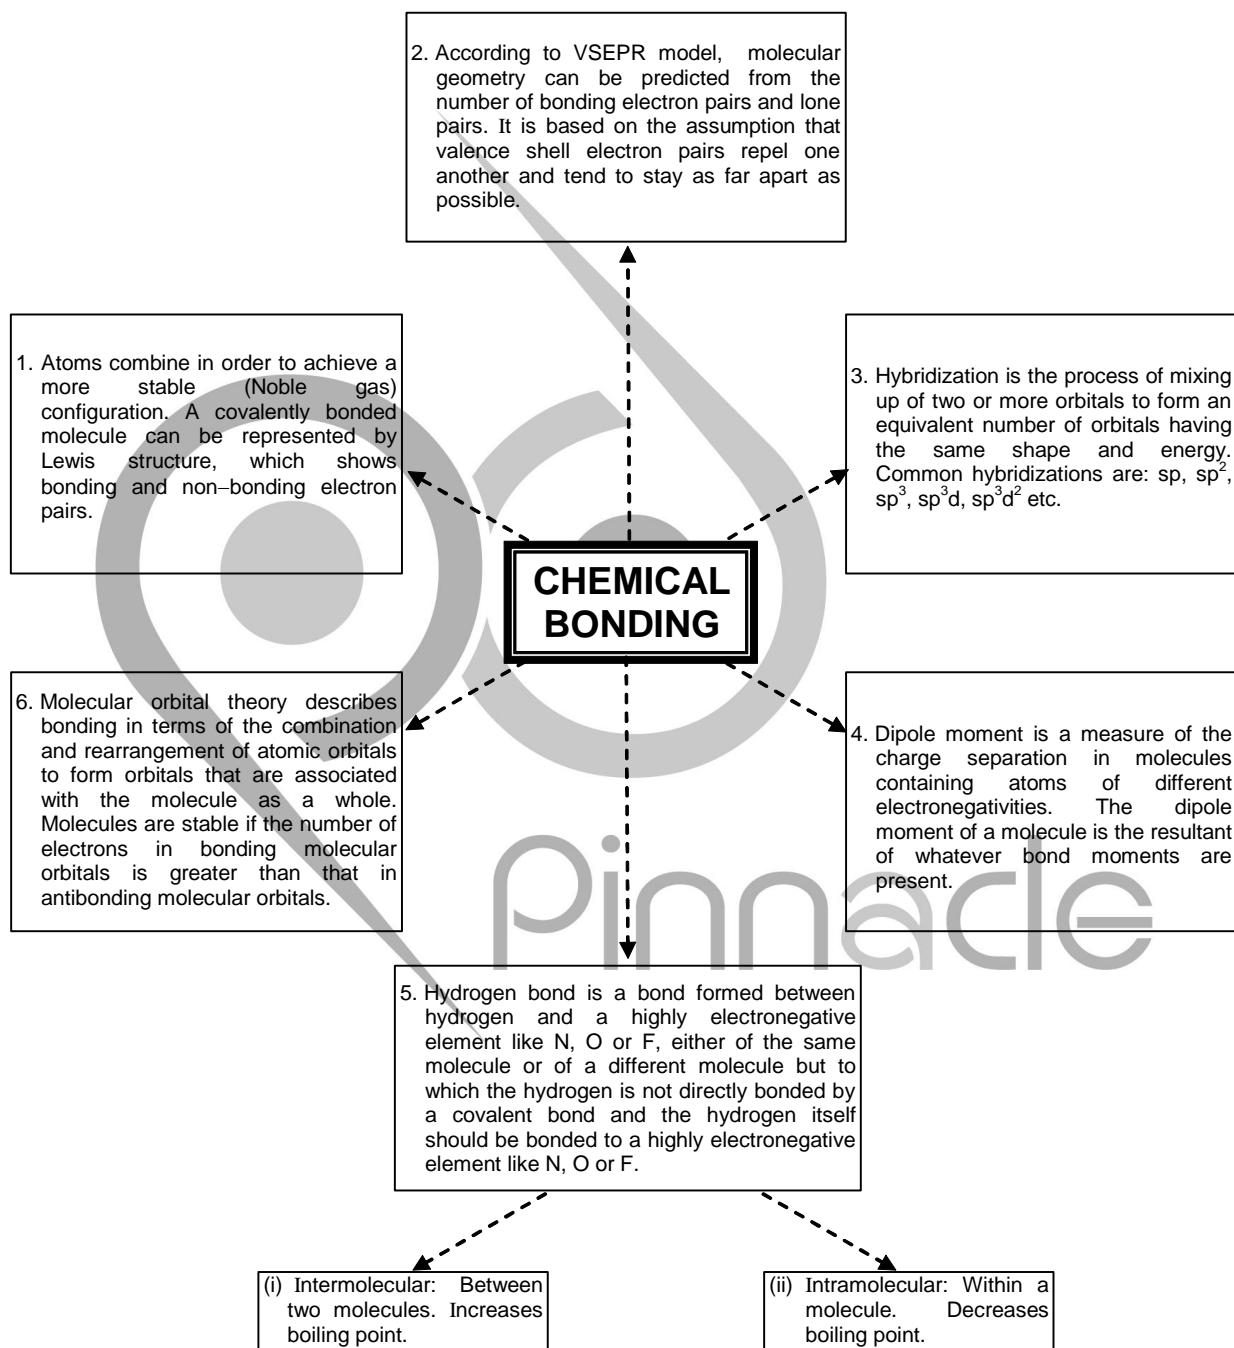 2. According to VSEPR model, molecular
geometry can be predicted from the
number of bonding electron pairs and lone
pairs. It is based on the assumption that
valence shell electron pairs repel one
another and tend to stay as far apart as
possible.
1. Atoms combine in order to achieve a
more stable (Noble gas)
configuration. A covalently bonded
molecule can be represented by
Lewis structure, which shows
bonding and non–bonding electron
pairs.
3. Hybridization is the process of mixing
up of two or more orbitals to form an
equivalent number of orbitals having
the same shape and energy.
Common hybridizations are: sp, sp²,
sp³, sp³d, sp³d² etc.
CHEMICAL
BONDING
6. Molecular orbital theory describes
bonding in terms of the combination
and rearrangement of atomic orbitals
to form orbitals that are associated
with the molecule as a whole.
Molecules are stable if the number of
electrons in bonding molecular
orbitals is greater than that in
antibonding molecular orbitals.
4. Dipole moment is a measure of the
charge separation in molecules
containing atoms of different
electronegativities. The dipole
moment of a molecule is the resultant
of whatever bond moments are
present.
Pinnacle
5. Hydrogen bond is a bond formed between
hydrogen and a highly electronegative
element like N, O or F, either of the same
molecule or of a different molecule but to
which the hydrogen is not directly bonded by
a covalent bond and the hydrogen itself
should be bonded to a highly electronegative
element like N, O or F.
(i) Intermolecular: Between
two molecules. Increases
boiling point.
(ii) Intramolecular: Within a
molecule. Decreases
boiling point.